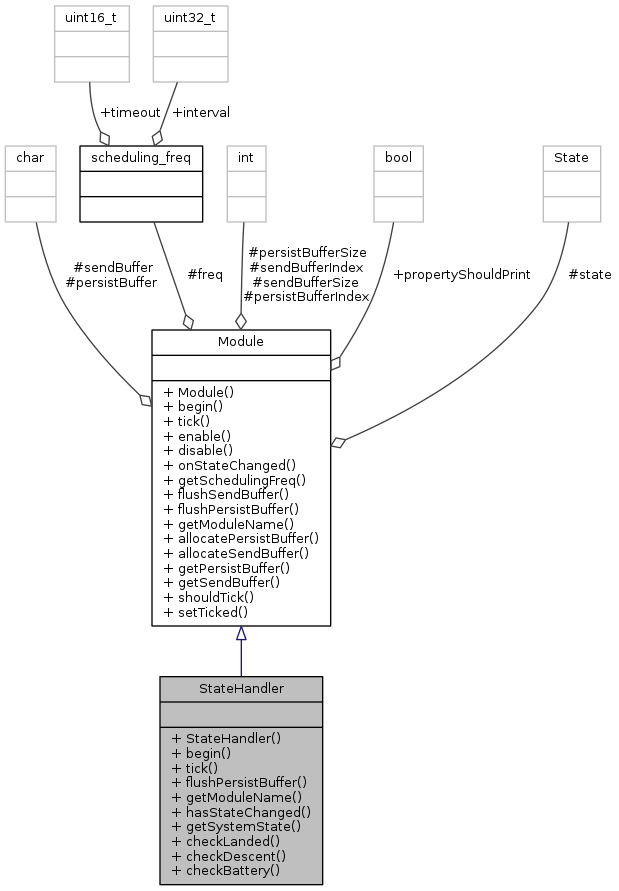 uint16_t
uint32_t
+timeout
+interval
char
scheduling_freq
int
bool
State
#sendBuffer
#persistBuffer
#freq
#persistBufferSize
#sendBufferIndex
#sendBufferSize
#persistBufferIndex
+propertyShouldPrint
#state
Module
+ Module()
+ begin()
+ tick()
+ enable()
+ disable()
+ onStateChanged()
+ getSchedulingFreq()
+ flushSendBuffer()
+ flushPersistBuffer()
+ getModuleName()
+ allocatePersistBuffer()
+ allocateSendBuffer()
+ getPersistBuffer()
+ getSendBuffer()
+ shouldTick()
+ setTicked()
StateHandler
+ StateHandler()
+ begin()
+ tick()
+ flushPersistBuffer()
+ getModuleName()
+ hasStateChanged()
+ getSystemState()
+ checkLanded()
+ checkDescent()
+ checkBattery()